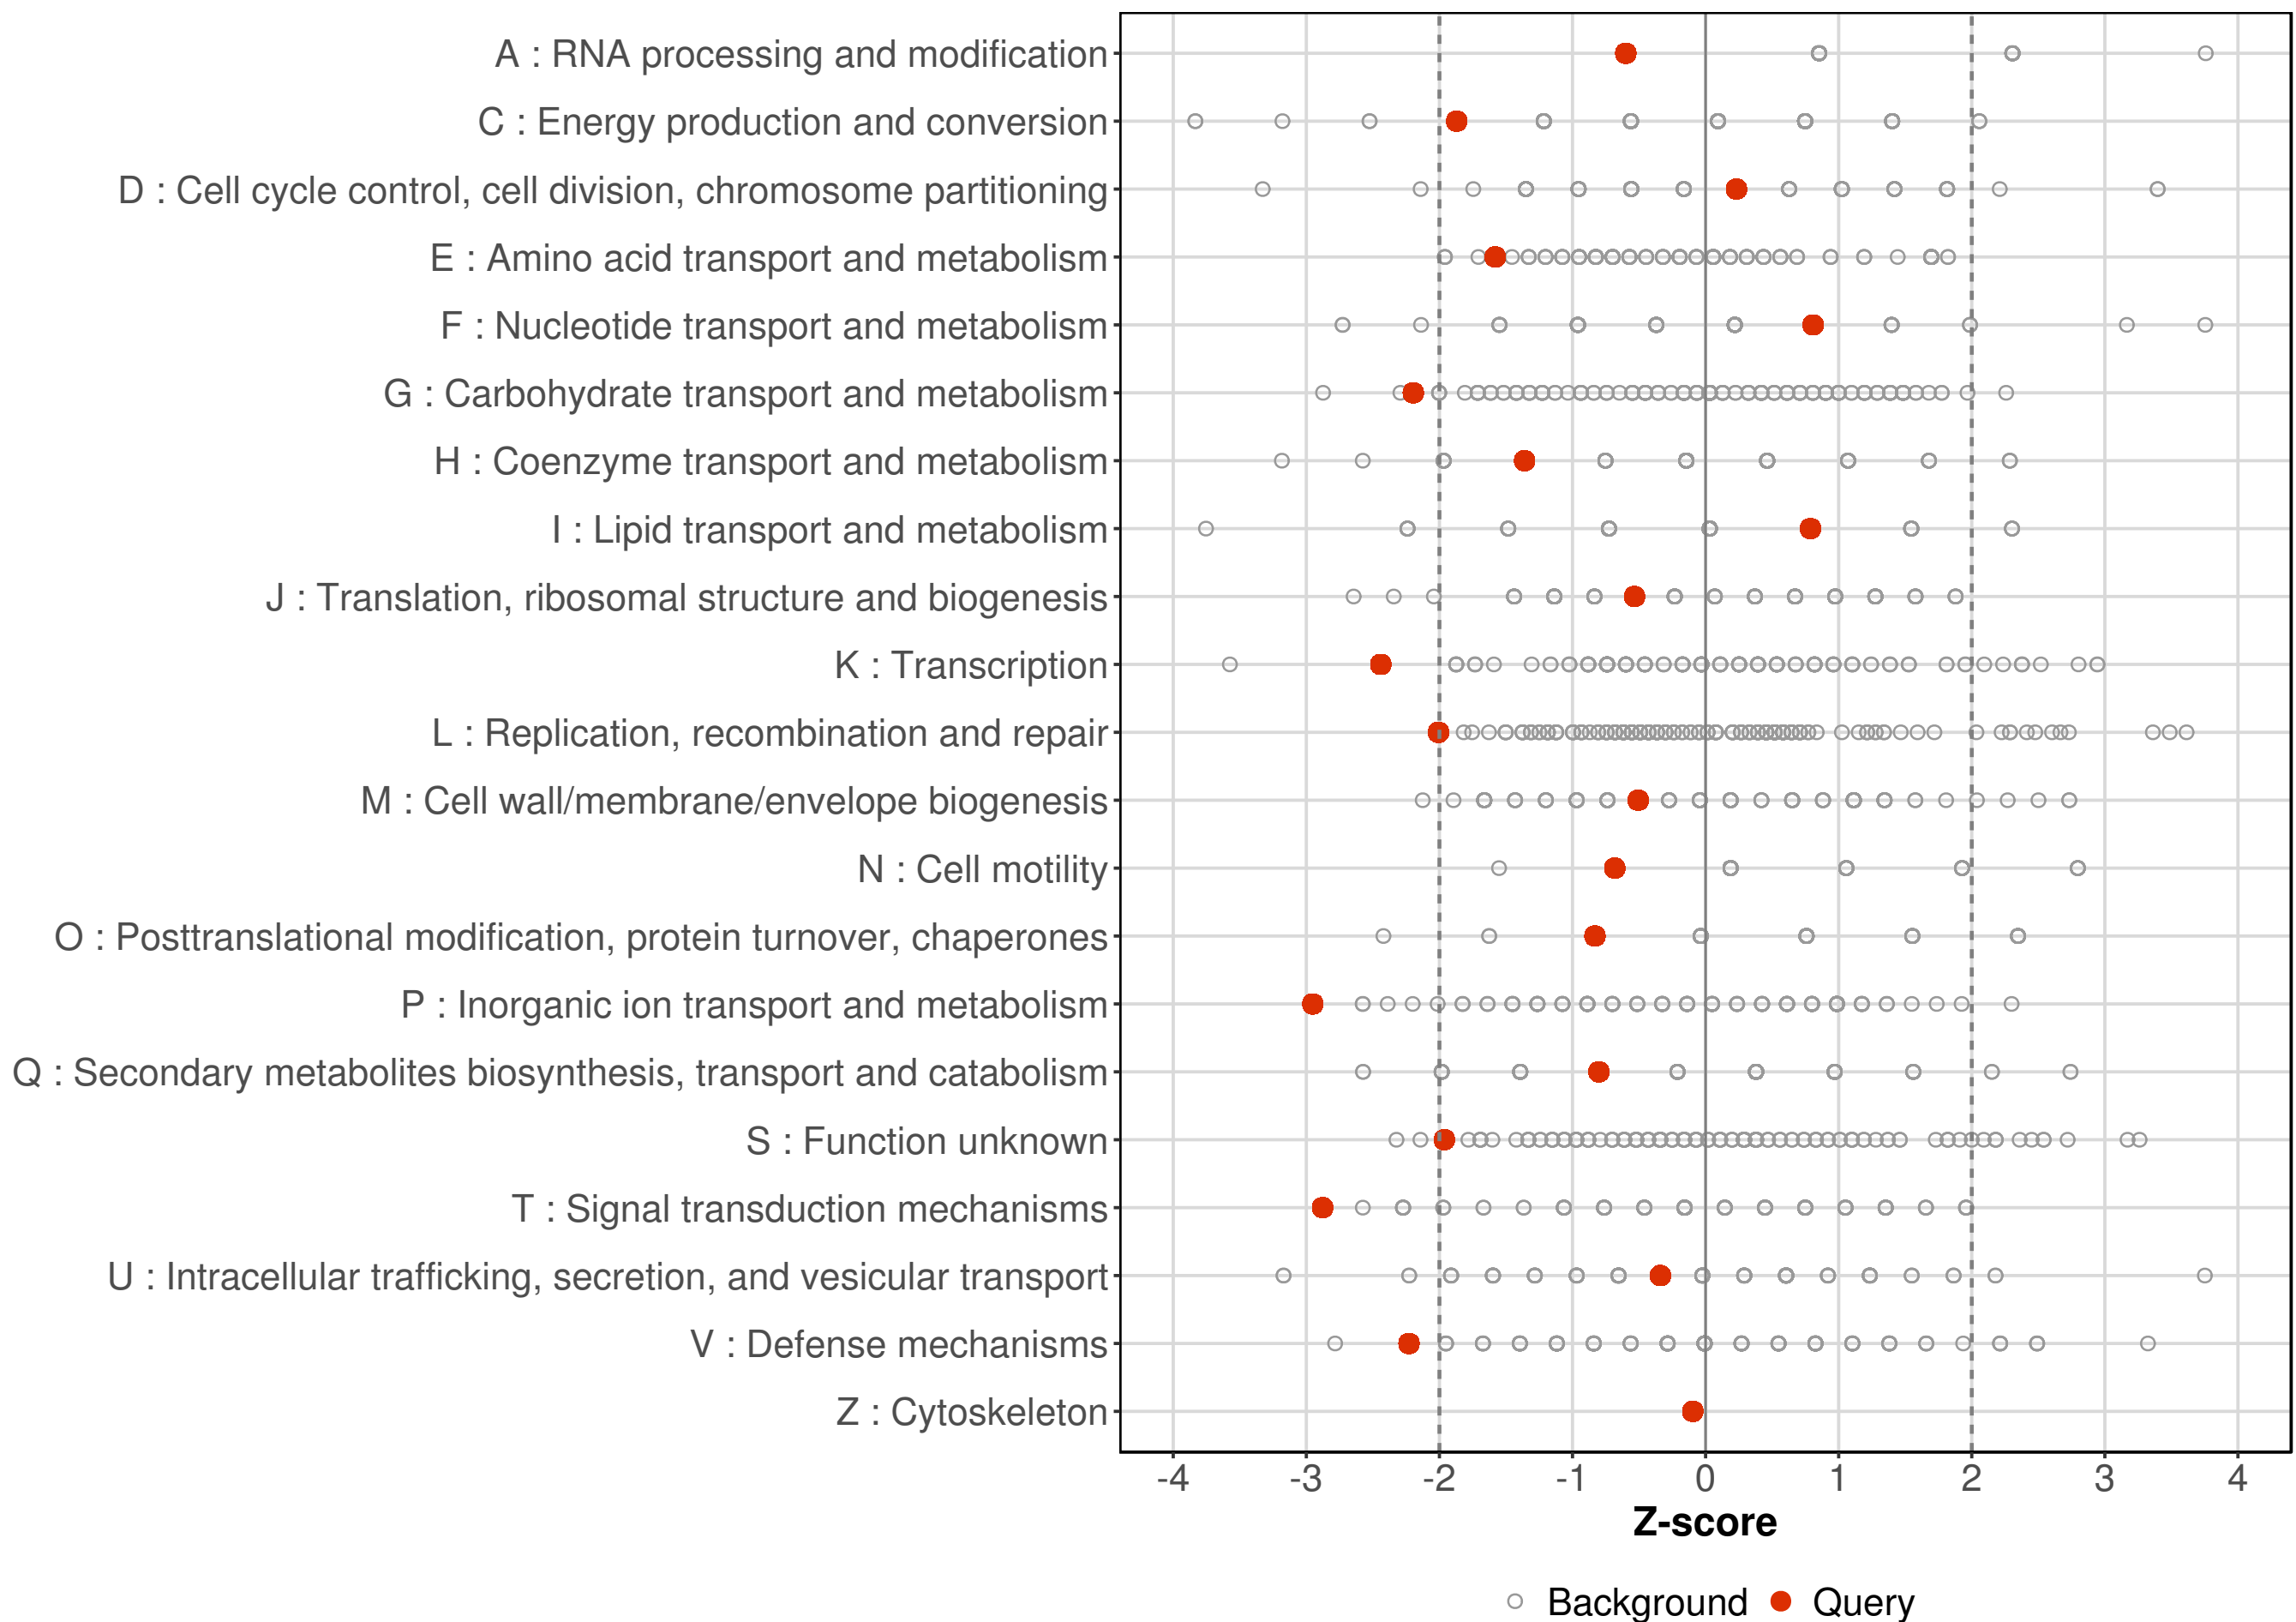 A : RNA processing and modification
C : Energy production and conversion
D : Cell cycle control, cell division, chromosome partitioning
E : Amino acid transport and metabolism
F : Nucleotide transport and metabolism
G : Carbohydrate transport and metabolism
H : Coenzyme transport and metabolism
I : Lipid transport and metabolism
J : Translation, ribosomal structure and biogenesis
K : Transcription
L : Replication, recombination and repair
M : Cell wall/membrane/envelope biogenesis
N : Cell motility
O : Posttranslational modification, protein turnover, chaperones
P : Inorganic ion transport and metabolism
Q : Secondary metabolites biosynthesis, transport and catabolism
S : Function unknown
T : Signal transduction mechanisms
U : Intracellular trafficking, secretion, and vesicular transport
V : Defense mechanisms
Z : Cytoskeleton
-4 -3 -2 -1 0 1 2 3 4
Z-score
Background Query